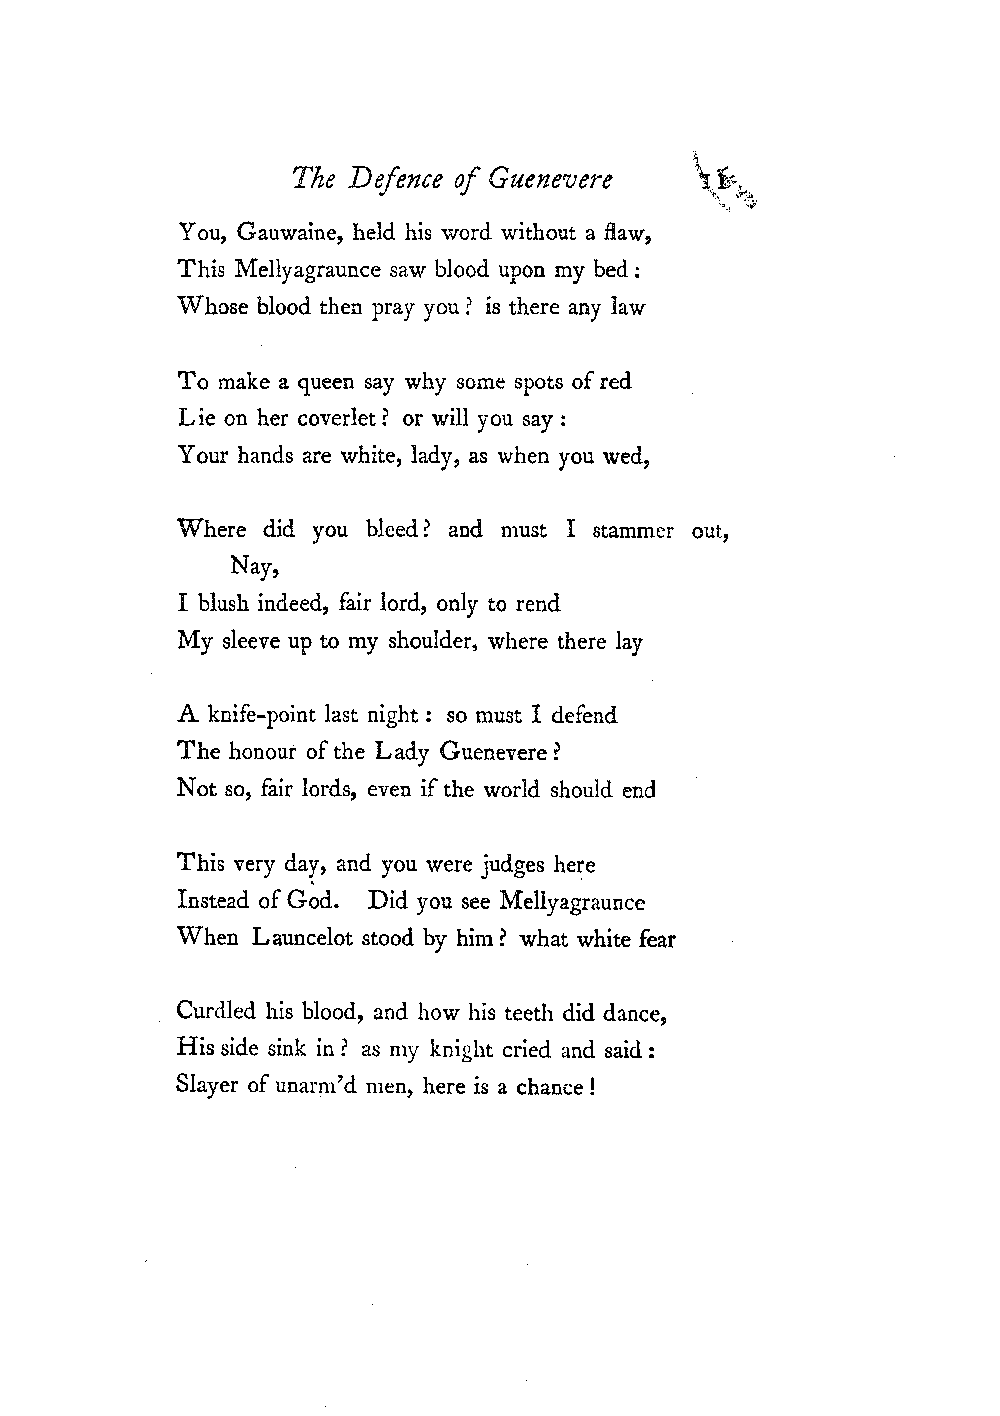 The Defence of Guenevere
You, Gauwaine, held his word without a flaw,
This Mellyagraunce saw blood upon my bed :
Whose blood then pray you ? is there any law
To make a queen say why some spots of red
Lie on her coverlet ? or will you say :
Your hands are white, lady, as when you wed,
Where did you bleed ? and must I stammer out,
Nay,
I blush indeed, fair lord, only to rend
My sleeve up to my shoulder, where there lay
A knife-point last night : so must I defend
The honour of the Lady Guenevere ?
Not so, fair lords, even if the world should end
This very day, and you were judges here
Instead of God. Did you see Mellyagraunce
When Launcelot stood by him ? what white fear
Curdled his blood, and how his teeth did dance,
His side sink in ? as my knight cried and said :
Slayer of unarm'd men, here is a chance !